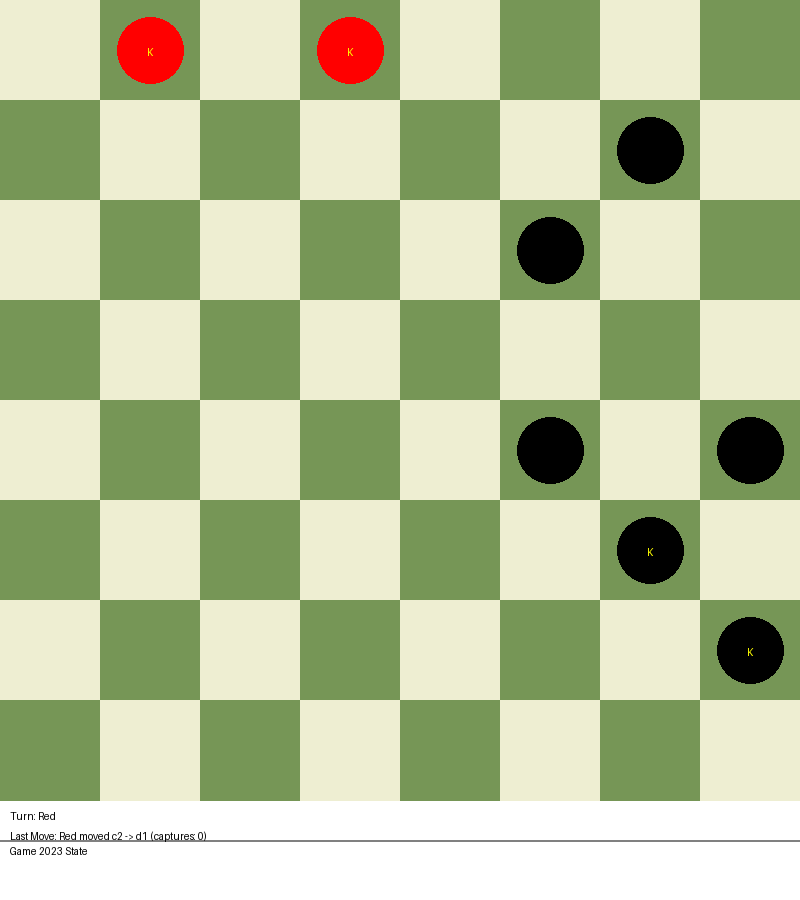 K K
K
K
Turn: Red
Last Move: Red moved c2 -> d1 (captures: 0)
Game 2023 State